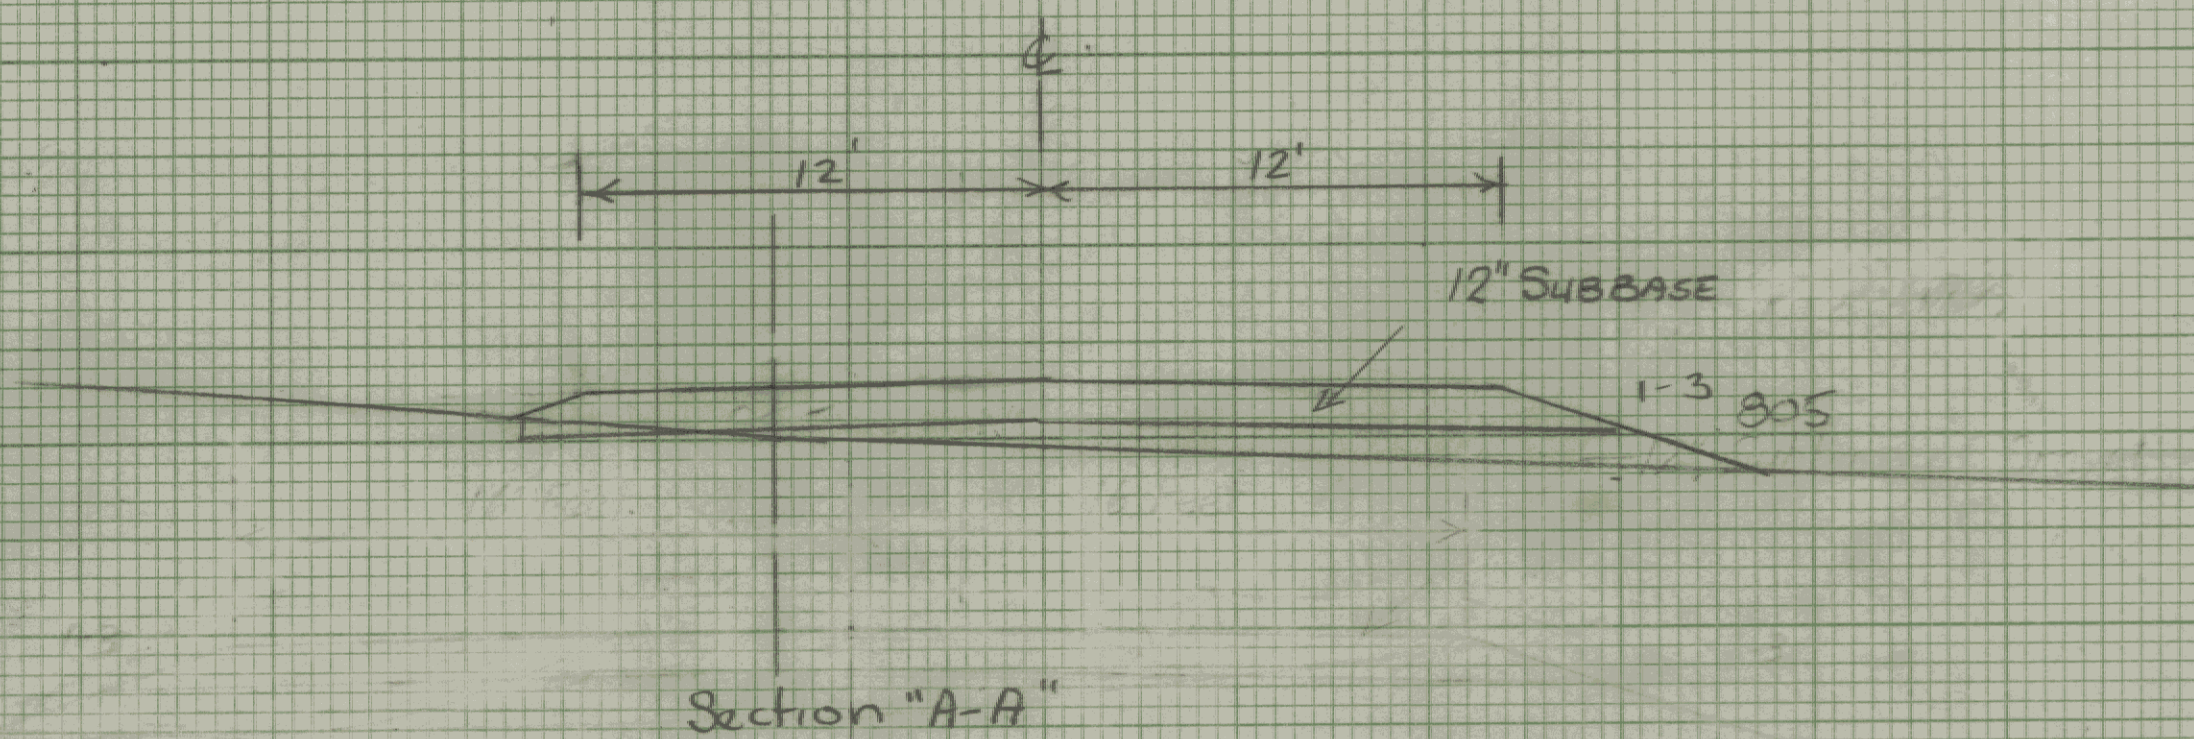 ℄
12' 12'
12" SUBBASE
1-3 805
Section "A-A"